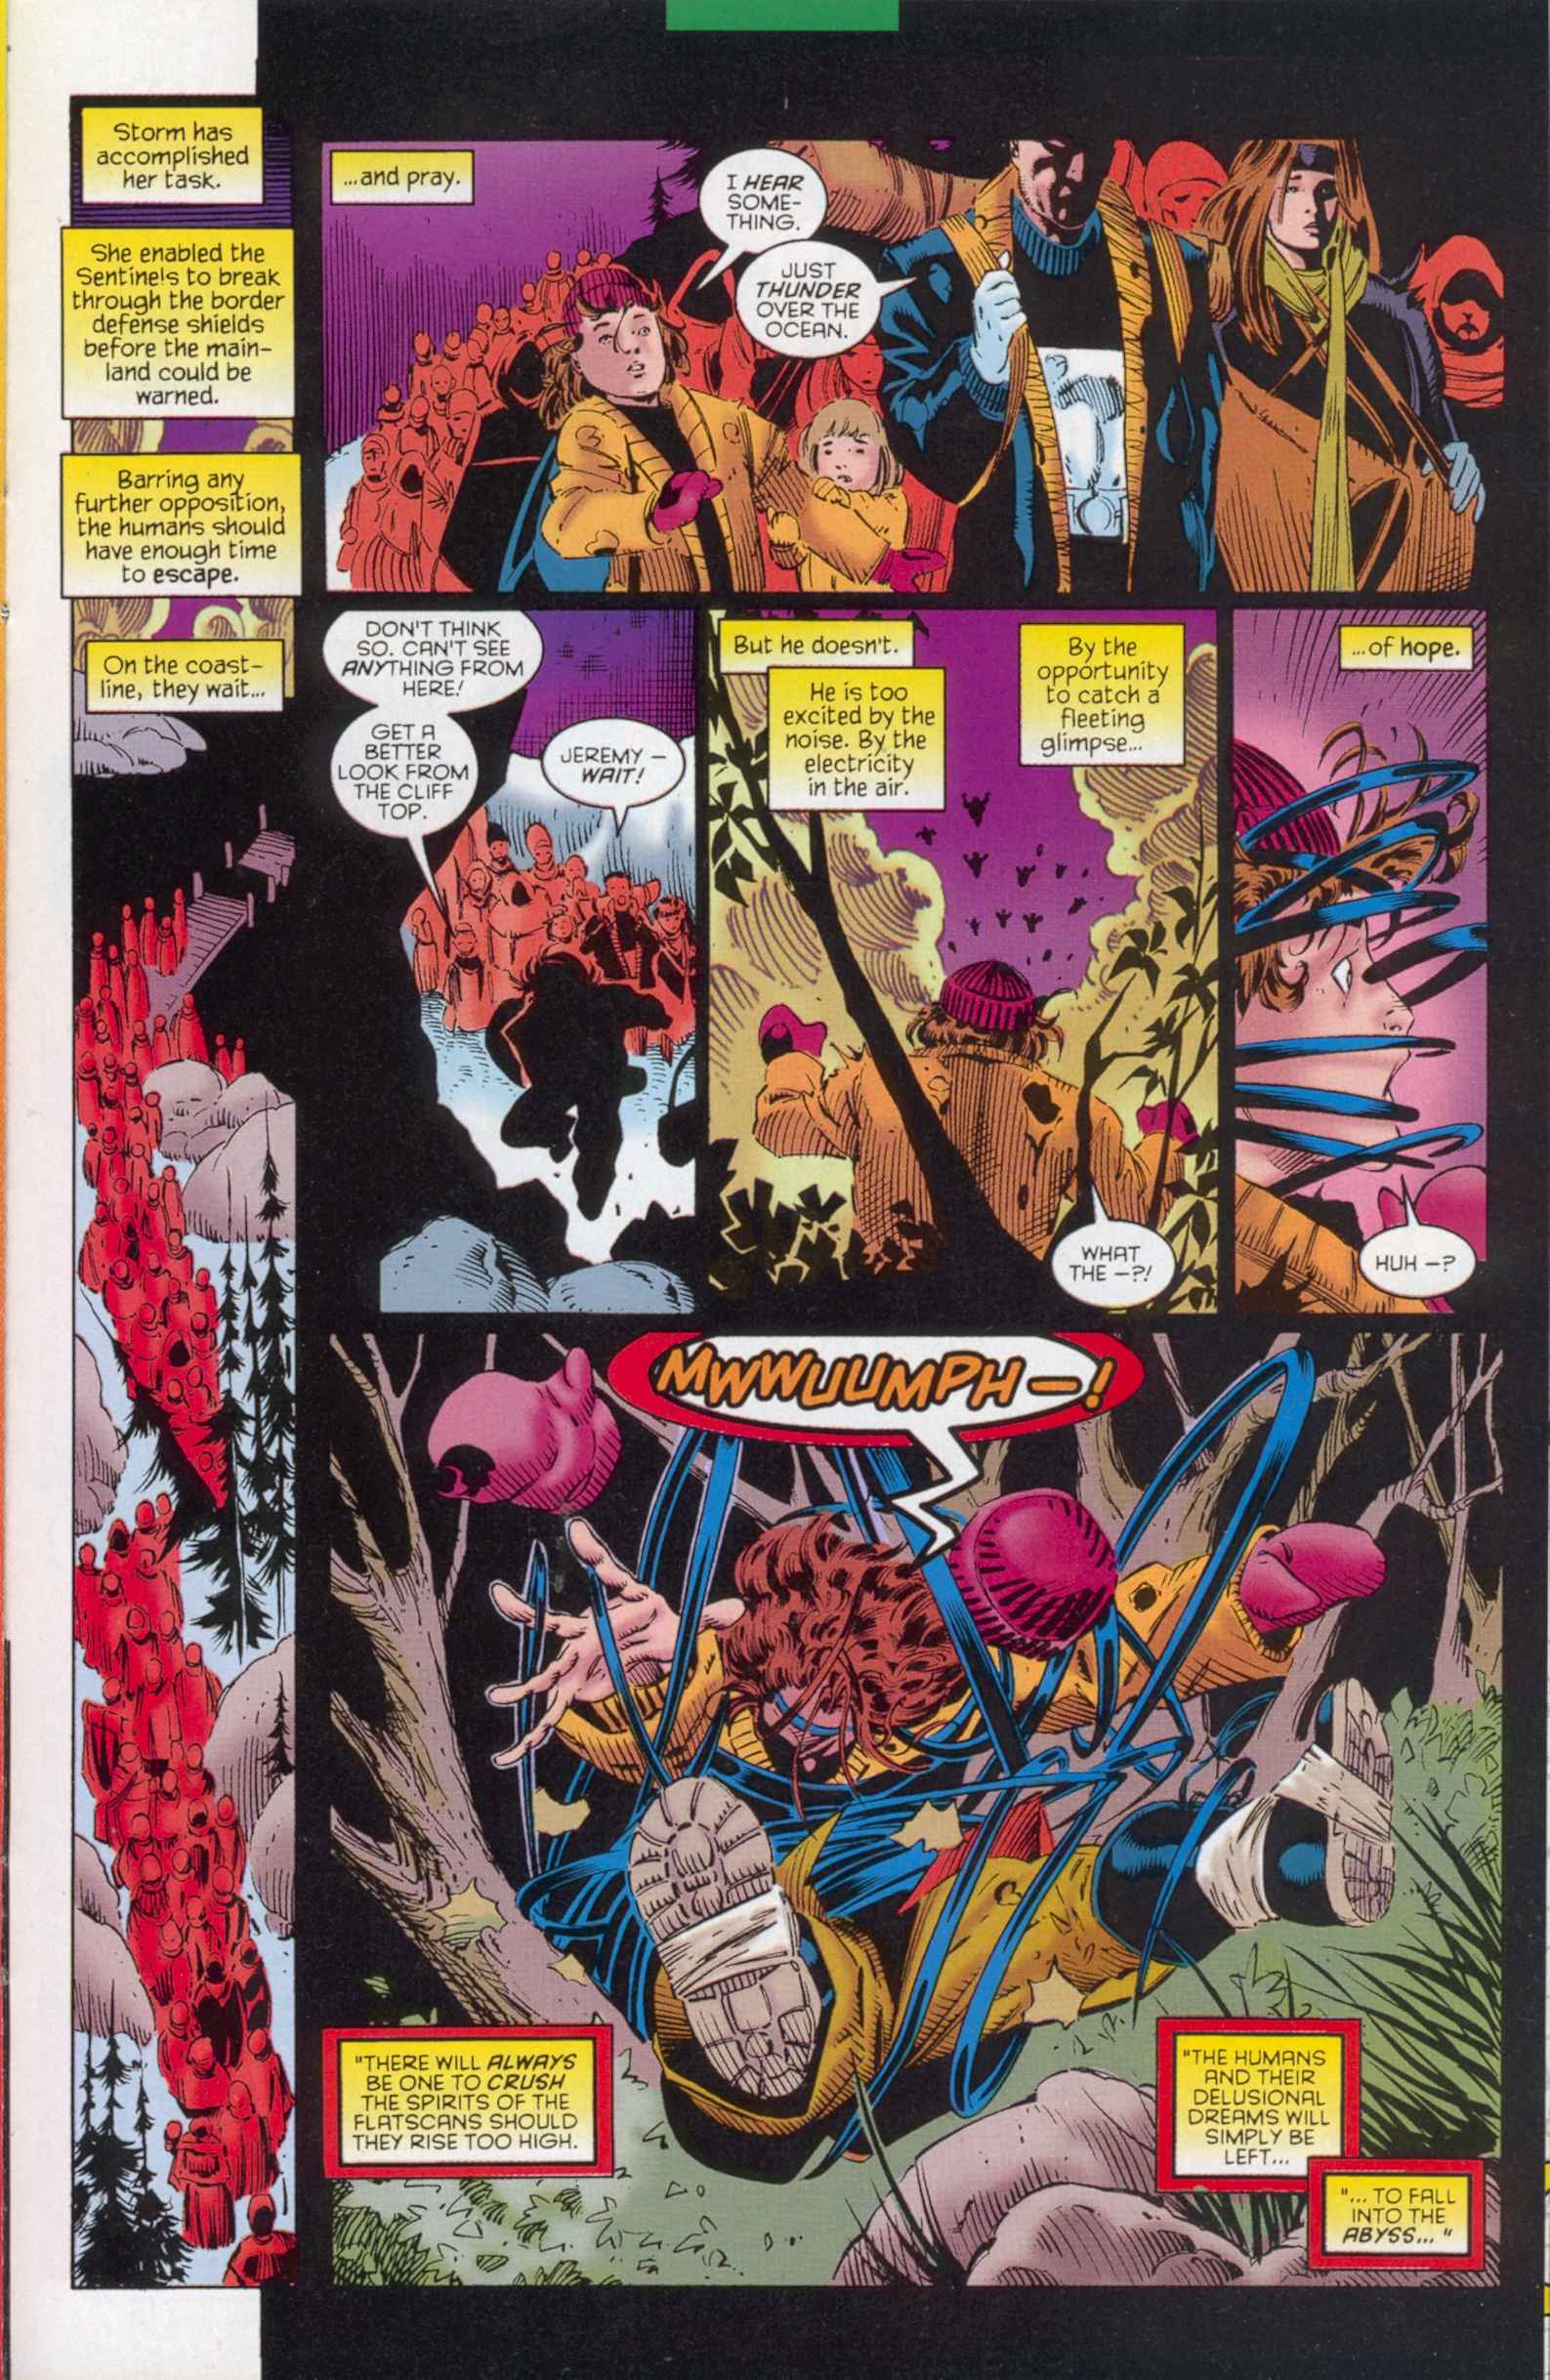 Storm has
accomplished
her task.
She enabled the
Sentinels to break
through the border
defense shields
before the main-
land could be
warned.
Barring any
further opposition,
the humans should
have enough time
to escape.
On the coast-
line, they wait...
...and pray.
I HEAR
SOME-
THING.
JUST
THUNDER
OVER THE
OCEAN.
DON'T THINK
SO. CAN'T SEE
ANYTHING FROM
HERE!
GET A
BETTER
LOOK FROM
THE CLIFF
TOP.
JEREMY —
WAIT!
But he doesn't.
He is too
excited by the
noise. By the
electricity
in the air.
By the
opportunity
to catch a
fleeting
glimpse...
WHAT
THE —?!
...of hope.
HUH —?
MWWUUMPH —!
"THERE WILL ALWAYS
BE ONE TO CRUSH
THE SPIRITS OF THE
FLATSCANS SHOULD
THEY RISE TOO HIGH.
"THE HUMANS
AND THEIR
DELUSIONAL
DREAMS WILL
SIMPLY BE
LEFT...
"... TO FALL
INTO THE
ABYSS..."